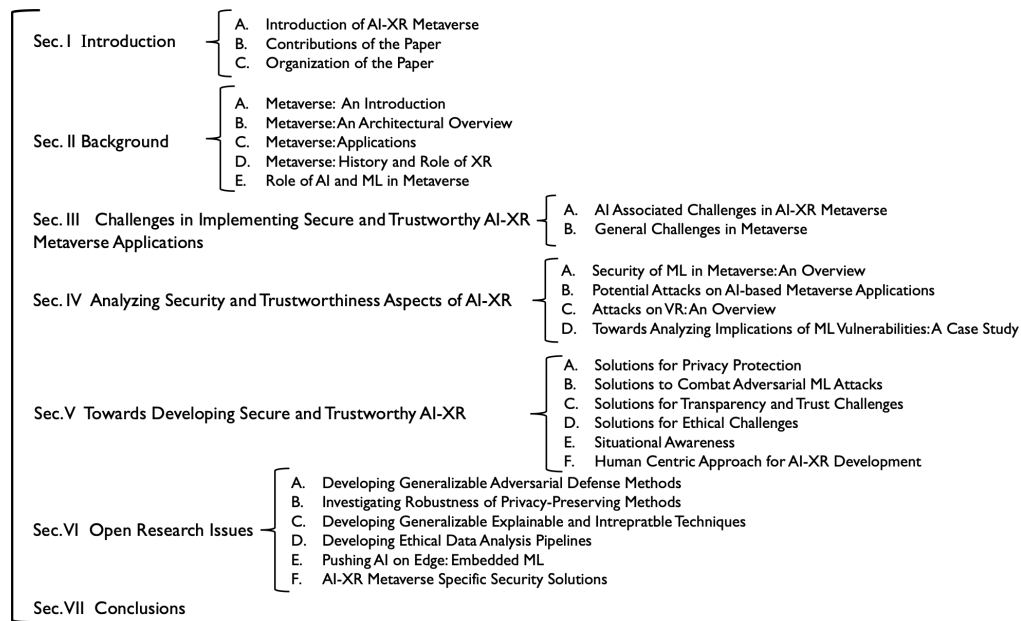 Sec. I Introduction
A. Introduction of AI-XR Metaverse
B. Contributions of the Paper
C. Organization of the Paper
Sec. II Background
A. Metaverse: An Introduction
B. Metaverse: An Architectural Overview
C. Metaverse: Applications
D. Metaverse: History and Role of XR
E. Role of AI and ML in Metaverse
Sec. III Challenges in Implementing Secure and Trustworthy AI-XR
Metaverse Applications
A. AI Associated Challenges in AI-XR Metaverse
B. General Challenges in Metaverse
Sec. IV Analyzing Security and Trustworthiness Aspects of AI-XR
A. Security of ML in Metaverse: An Overview
B. Potential Attacks on AI-based Metaverse Applications
C. Attacks on VR: An Overview
D. Towards Analyzing Implications of ML Vulnerabilities: A Case Study
Sec. V Towards Developing Secure and Trustworthy AI-XR
A. Solutions for Privacy Protection
B. Solutions to Combat Adversarial ML Attacks
C. Solutions for Transparency and Trust Challenges
D. Solutions for Ethical Challenges
E. Situational Awareness
F. Human Centric Approach for AI-XR Development
Sec. VI Open Research Issues
A. Developing Generalizable Adversarial Defense Methods
B. Investigating Robustness of Privacy-Preserving Methods
C. Developing Generalizable Explainable and Intrepratble Techniques
D. Developing Ethical Data Analysis Pipelines
E. Pushing AI on Edge: Embedded ML
F. AI-XR Metaverse Specific Security Solutions
Sec. VII Conclusions